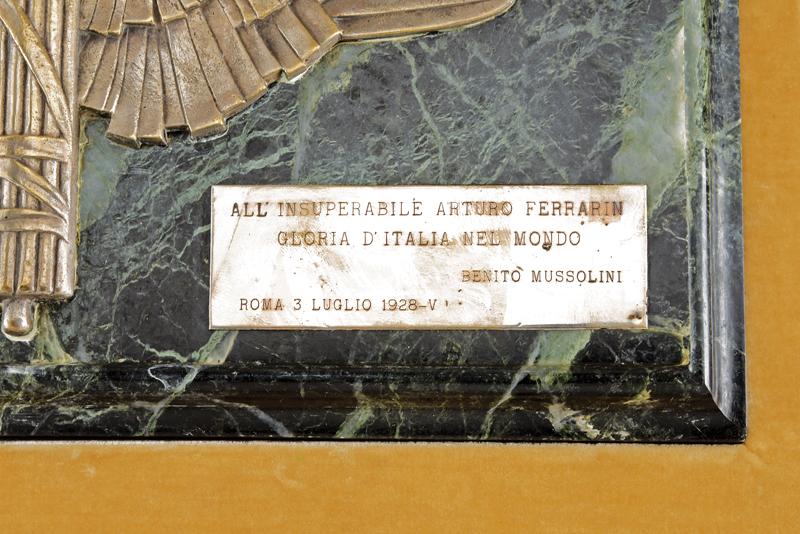 ALL' INSUPERABILE ARTURO FERRARIN
GLORIA D'ITALIA NEL MONDO
BENITO MUSSOLINI
ROMA 3 LUGLIO 1928-V